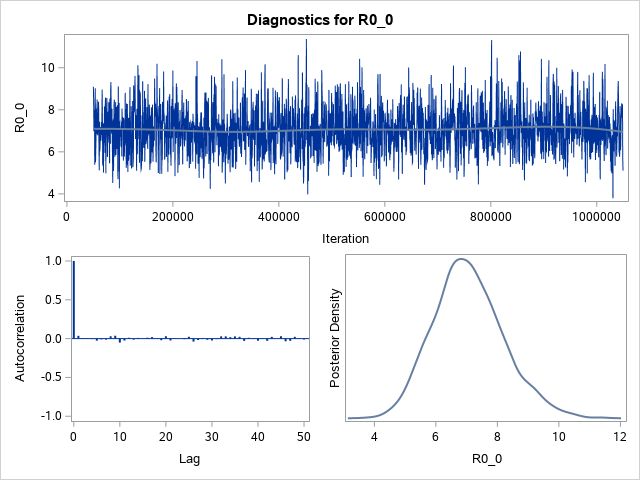 Diagnostics for R0_0
10
8
6
4
R0_0
0 200000 400000 600000 800000 1000000
Iteration
1.0
0.5
0.0
-0.5
-1.0
Autocorrelation
0 10 20 30 40 50
Lag
Posterior Density
4 6 8 10 12
R0_0